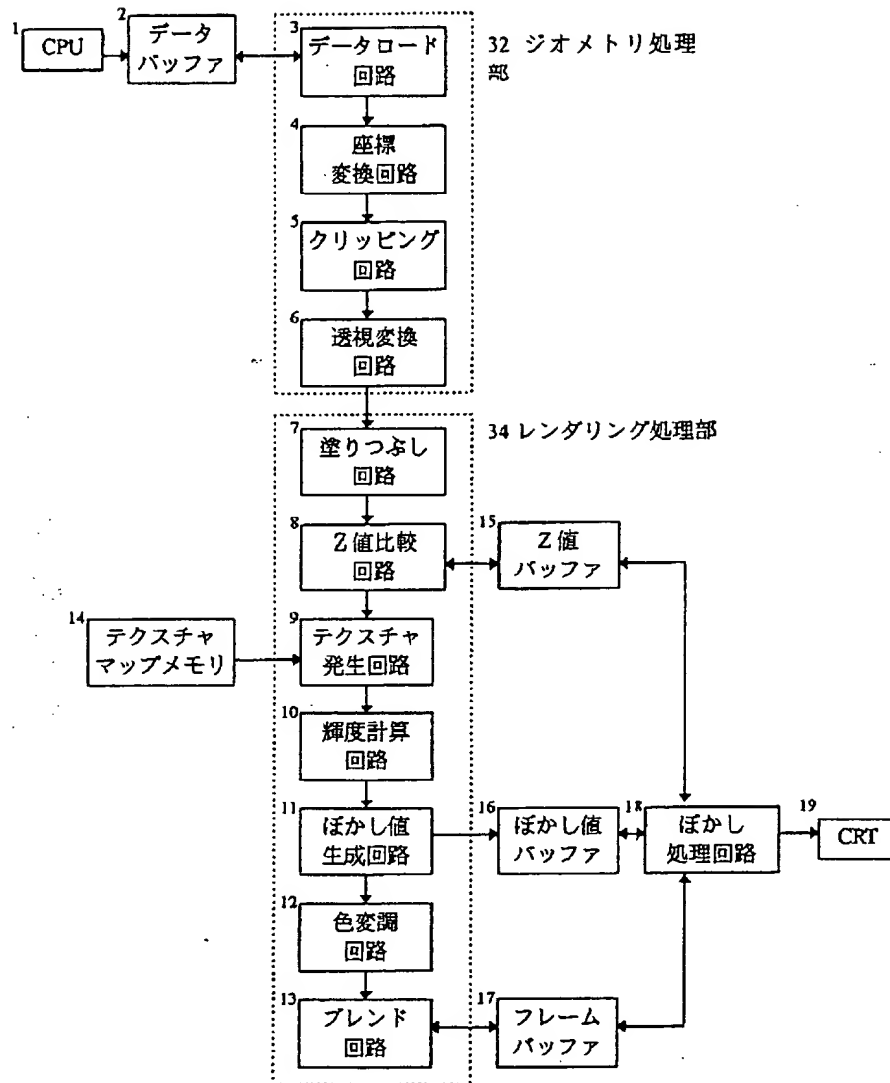 1
CPU
2
データ
バッファ
3
データロード
回路
32 ジオメトリ処理
部
4
座標
変換回路
5
クリッピング
回路
6
透視変換
回路
7
塗りつぶし
回路
34 レンダリング処理部
8
Z値比較
回路
15
Z値
バッファ
14
テクスチャ
マップメモリ
9
テクスチャ
発生回路
10
輝度計算
回路
11
ぼかし値
生成回路
16
ぼかし値
バッファ
18
ぼかし
処理回路
19
CRT
12
色変調
回路
13
ブレンド
回路
17
フレーム
バッファ